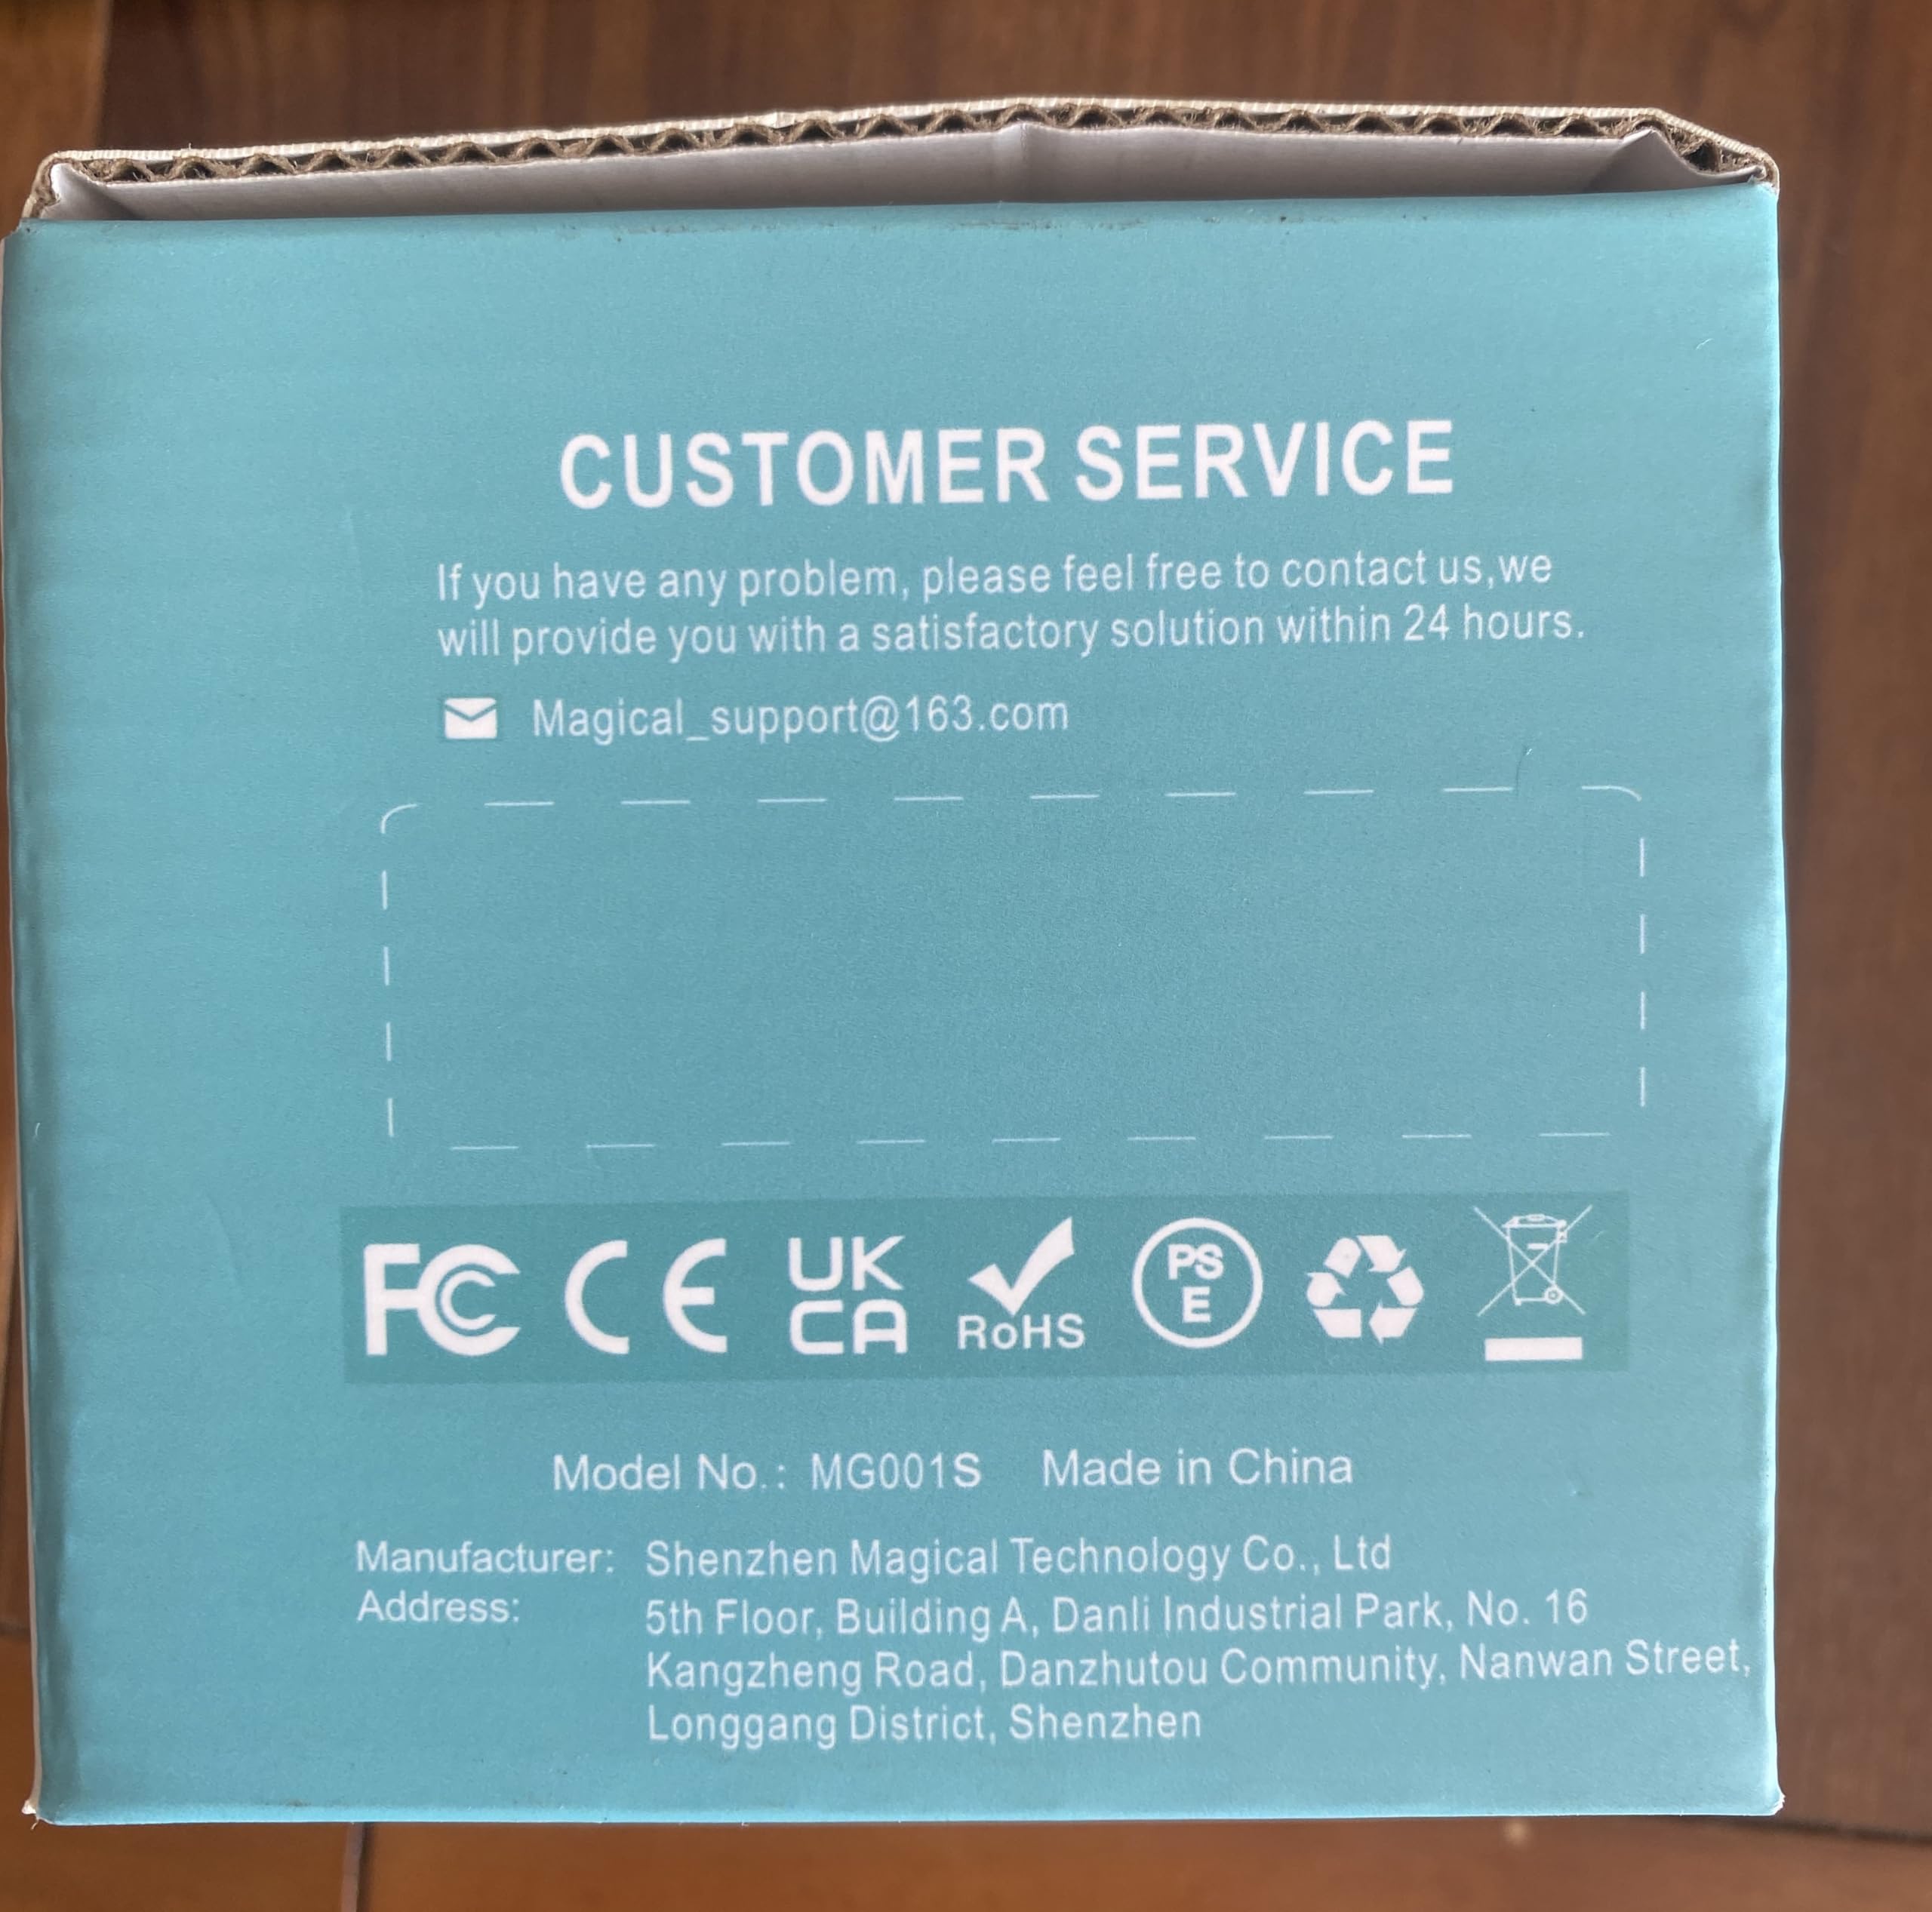 CUSTOMER SERVICE
If you have any problem, please feel free to contact us,we
will provide you with a satisfactory solution within 24 hours.
Magical_support@163.com
FC CE UK CA RoHS PS E
Model No.: MG001S Made in China
Manufacturer: Shenzhen Magical Technology Co., Ltd
Address: 5th Floor, Building A, Danli Industrial Park, No. 16
Kangzheng Road, Danzhutou Community, Nanwan Street,
Longgang District, Shenzhen